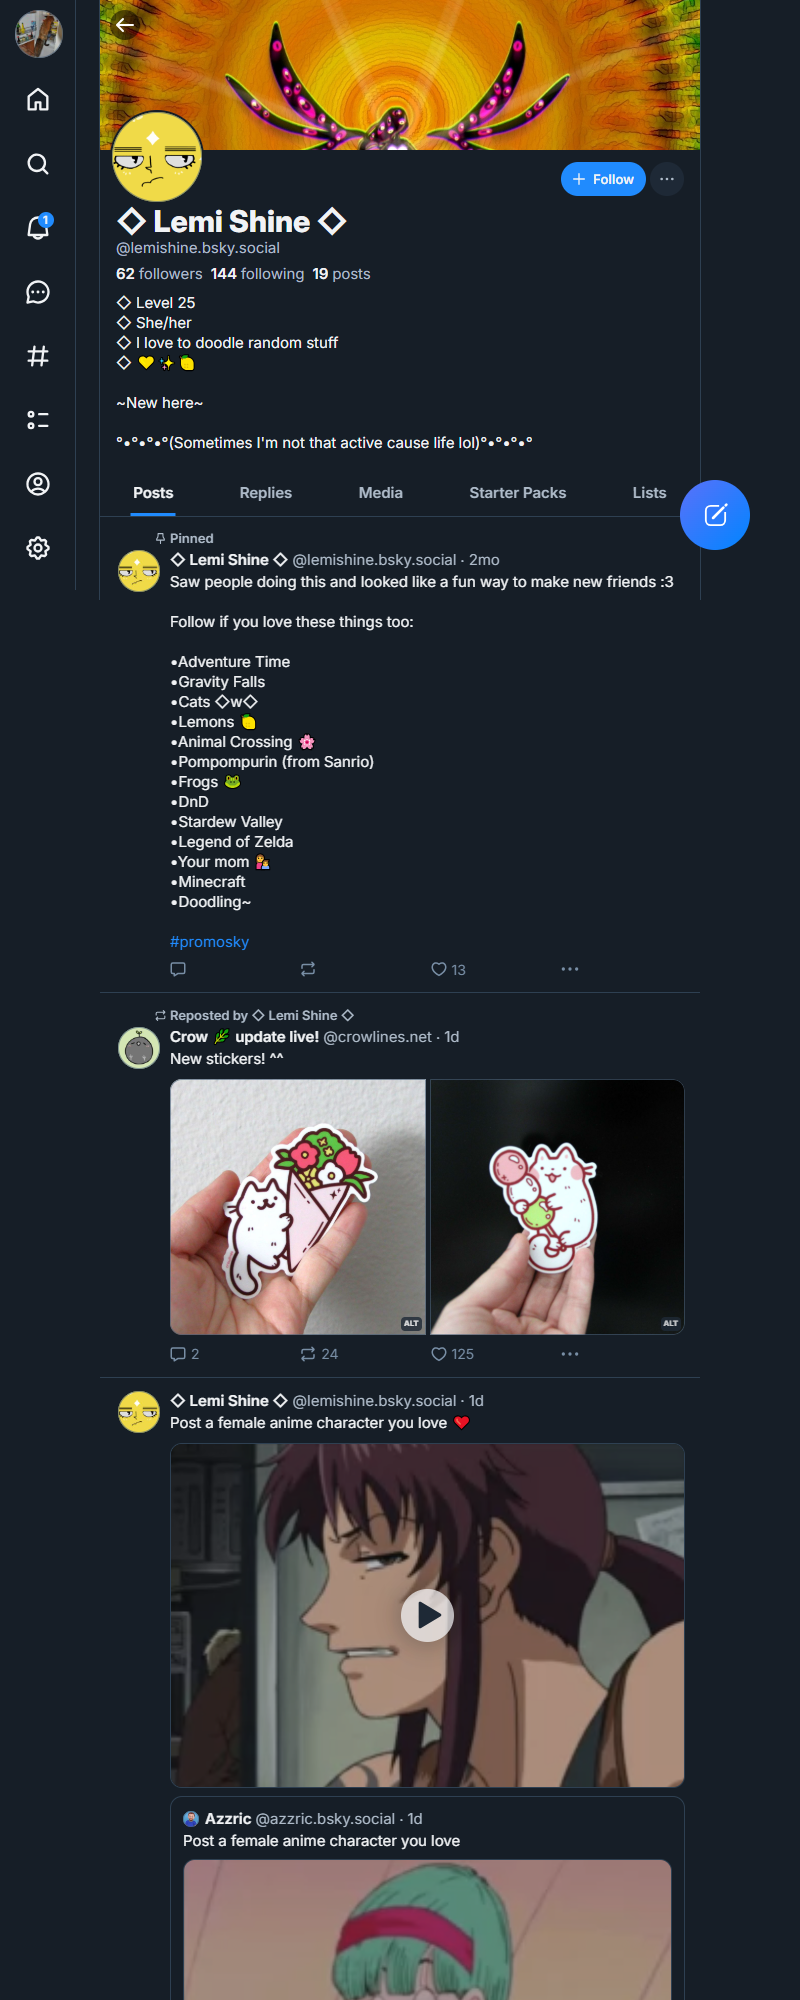 1
+ Follow
◇ Lemi Shine ◇
@lemishine.bsky.social
62 followers 144 following 19 posts
◇ Level 25
◇ She/her
◇ I love to doodle random stuff
◇ 💛✨🍋
~New here~
°•°•°•°(Sometimes I'm not that active cause life lol)°•°•°•°
Posts Replies Media Starter Packs Lists
Pinned
◇ Lemi Shine ◇ @lemishine.bsky.social · 2mo
Saw people doing this and looked like a fun way to make new friends :3
Follow if you love these things too:
•Adventure Time
•Gravity Falls
•Cats ◇w◇
•Lemons 🍋
•Animal Crossing 🌸
•Pompompurin (from Sanrio)
•Frogs 🐸
•DnD
•Stardew Valley
•Legend of Zelda
•Your mom 👩‍👦
•Minecraft
•Doodling~
#promosky
13
Reposted by ◇ Lemi Shine ◇
Crow 🌿 update live! @crowlines.net · 1d
New stickers! ^^
ALT ALT
2 24 125
◇ Lemi Shine ◇ @lemishine.bsky.social · 1d
Post a female anime character you love ❤️
Azzric @azzric.bsky.social · 1d
Post a female anime character you love